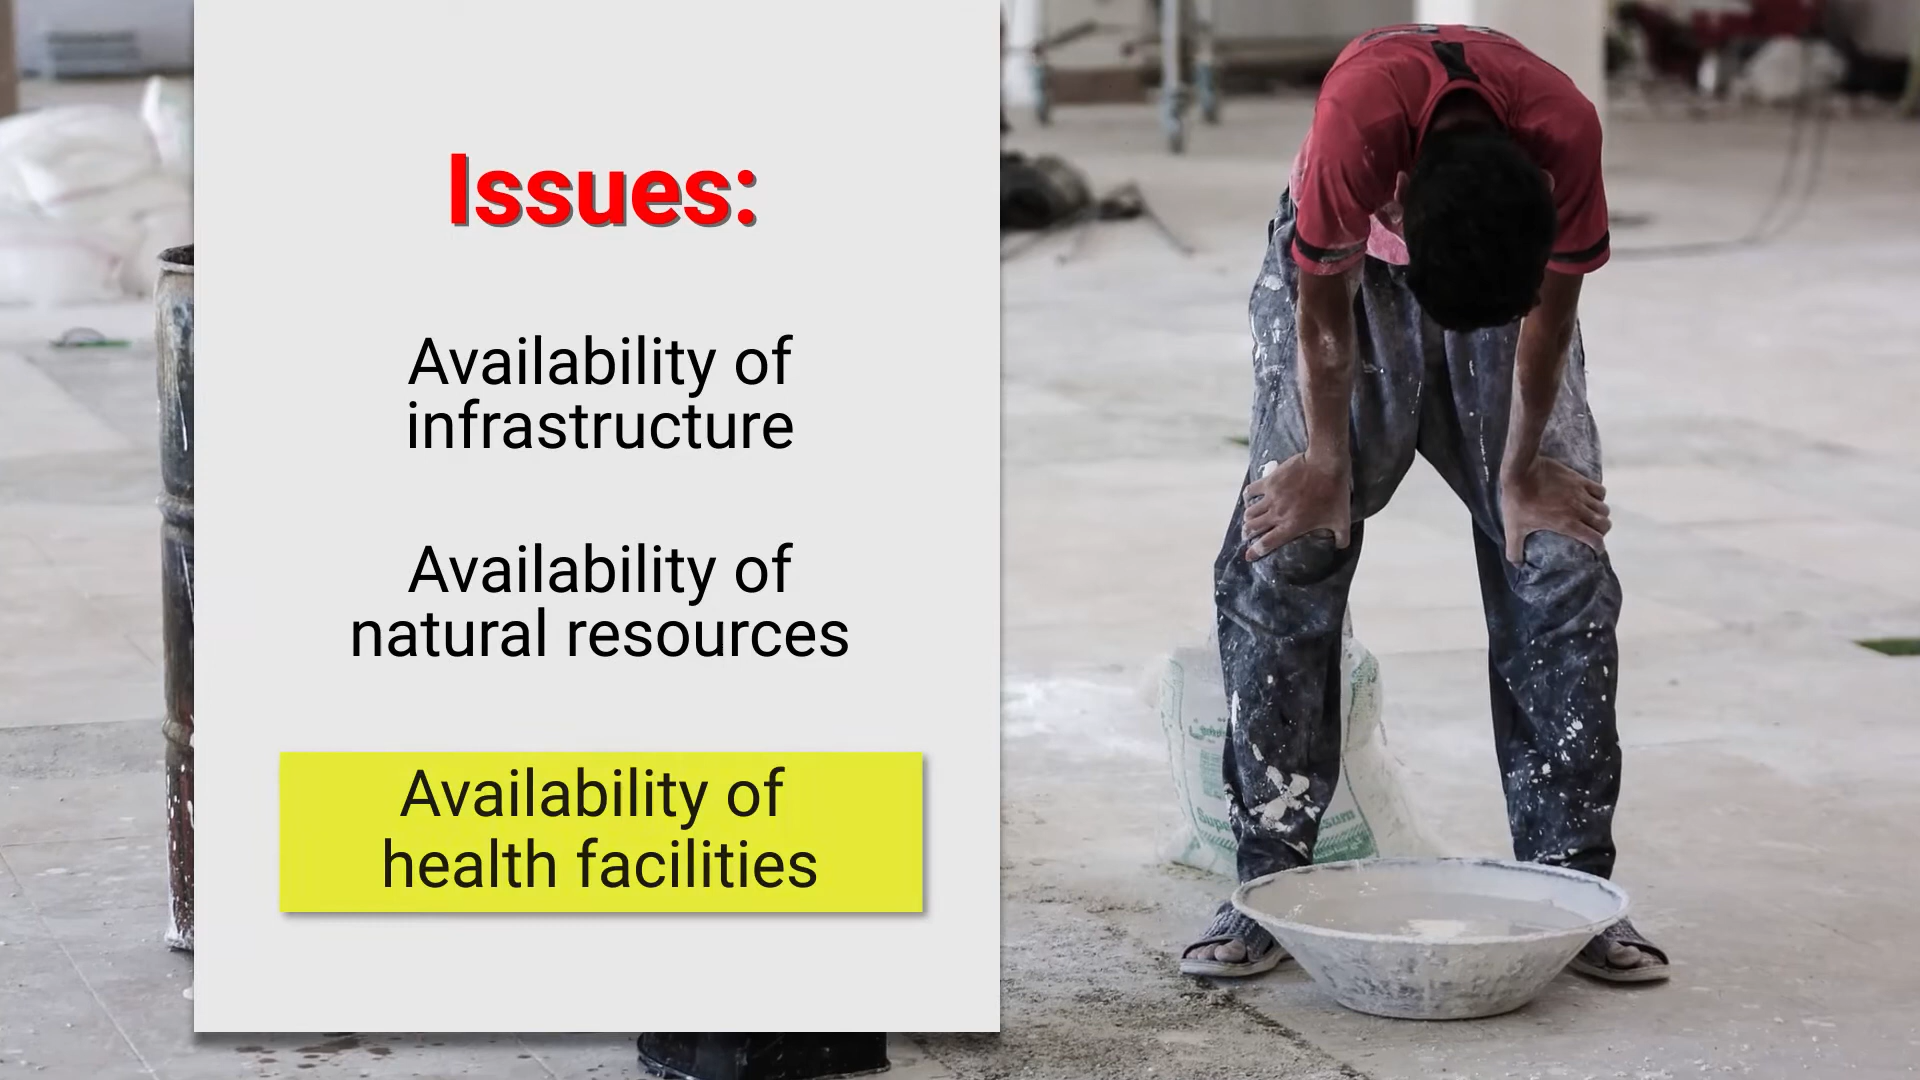 Issues:
Availability of
infrastructure
Availability of
natural resources
Availability of
health facilities